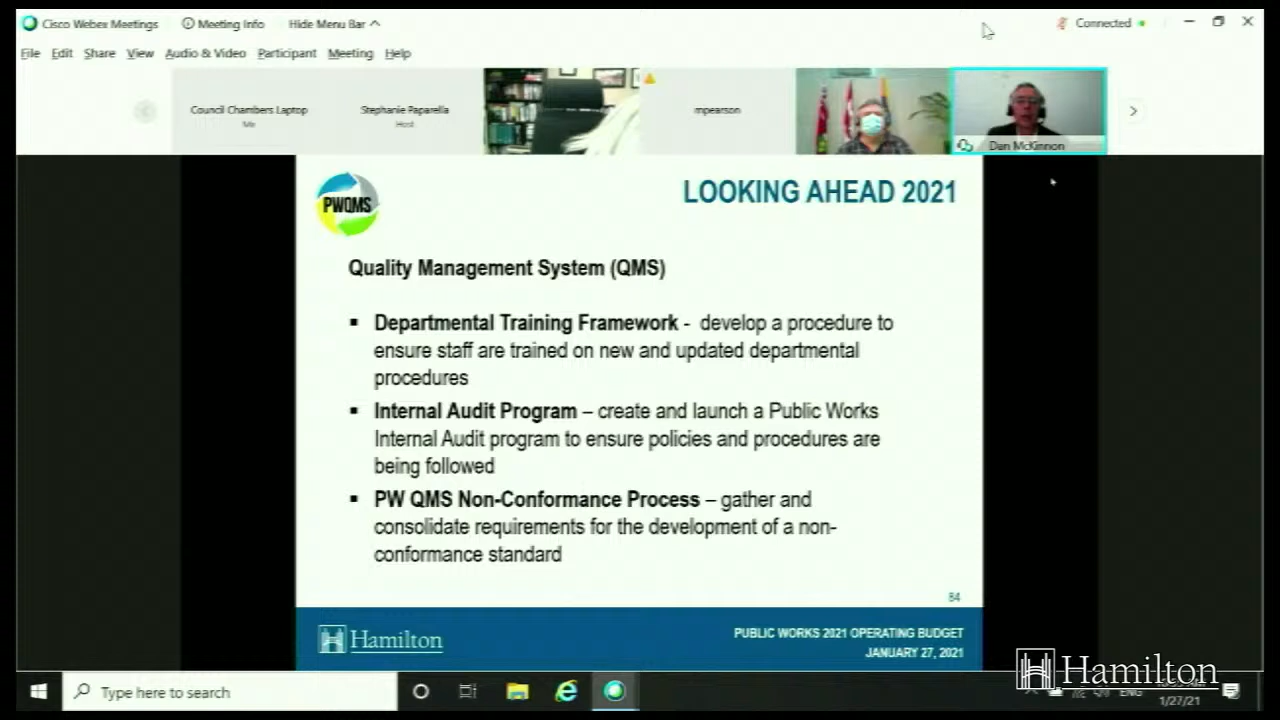 Cisco Webex Meetings
Meeting Info
Hide Menu Bar
Connected
File Edit Share View Audio & Video Participant Meeting Help
Council Chambers Laptop
Me
Stephanie Paparella
Host
mpearson
Dan McKinnon
PWQMS
LOOKING AHEAD 2021
Quality Management System (QMS)
▪ Departmental Training Framework - develop a procedure to
ensure staff are trained on new and updated departmental
procedures
▪ Internal Audit Program – create and launch a Public Works
Internal Audit program to ensure policies and procedures are
being followed
▪ PW QMS Non-Conformance Process – gather and
consolidate requirements for the development of a non-
conformance standard
84
Hamilton
PUBLIC WORKS 2021 OPERATING BUDGET
JANUARY 27, 2021
Hamilton
Type here to search
ENG
1/27/21